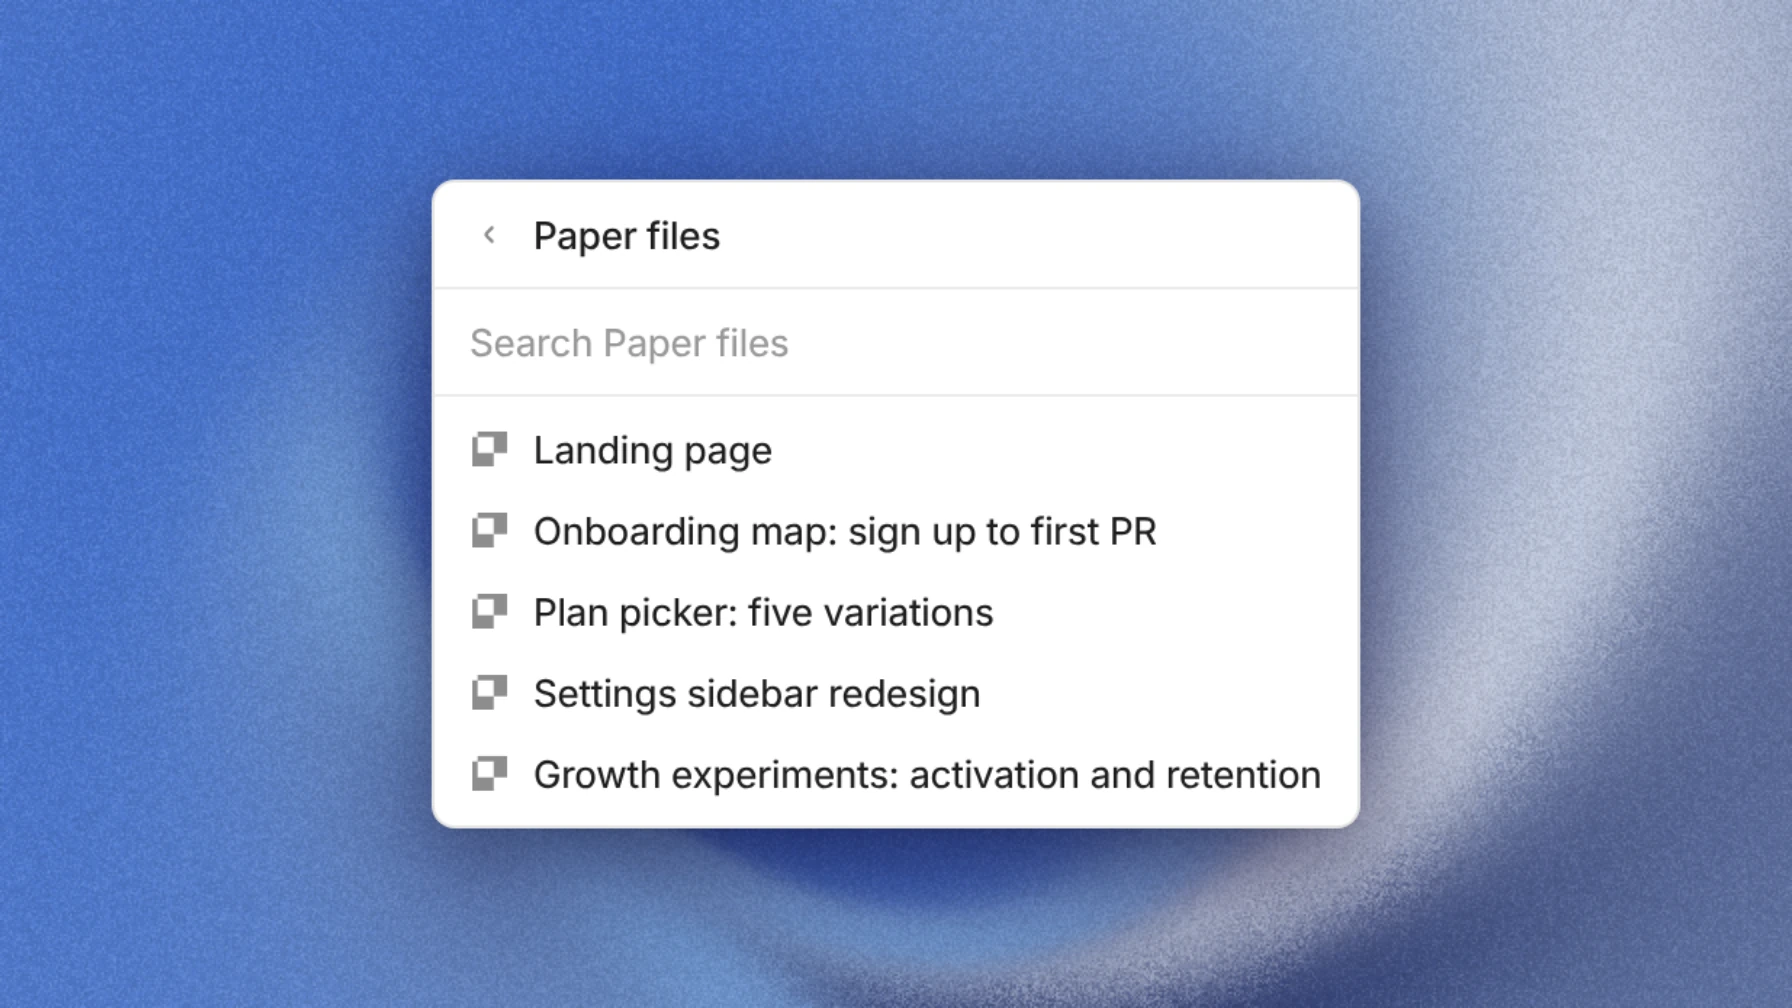 Paper files
Search Paper files
Landing page
Onboarding map: sign up to first PR
Plan picker: five variations
Settings sidebar redesign
Growth experiments: activation and retention